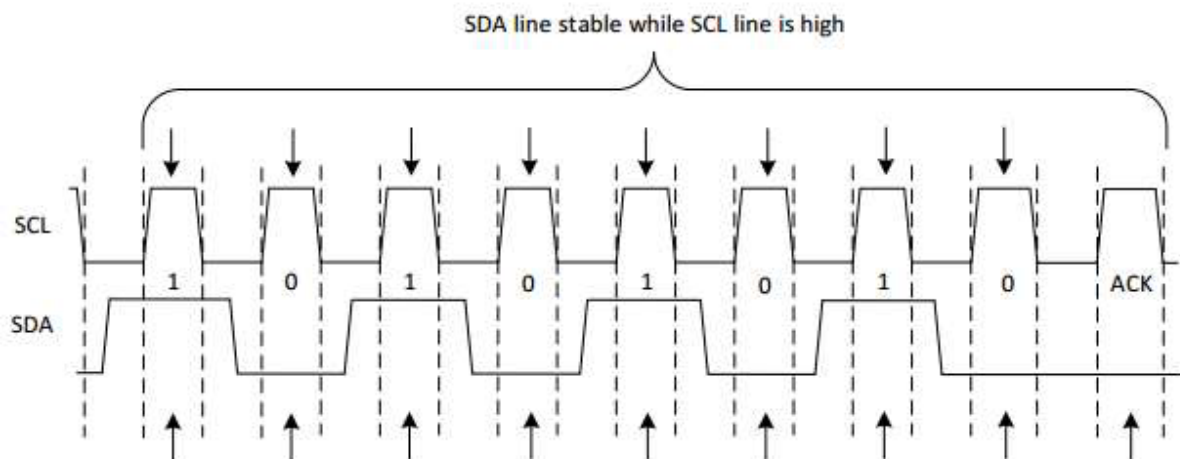 SDA line stable while SCL line is high
SCL
1 0 1 0 1 0 1 0 ACK
SDA